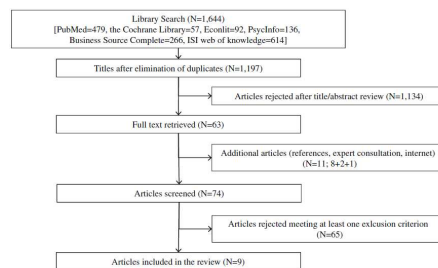 Library Search (N=1,644)
[PubMed=479, the Cochrane Library=57, Econlit=92, PsycInfo=136,
Business Source Complete=266, ISI web of knowledge=614]
Titles after elimination of duplicates (N=1,197)
Articles rejected after title/abstract review (N=1,134)
Full text retrieved (N=63)
Additional articles (references, expert consultation, internet)
(N=11; 8+2+1)
Articles screened (N=74)
Articles rejected meeting at least one exlcusion criterion
(N=65)
Articles included in the review (N=9)